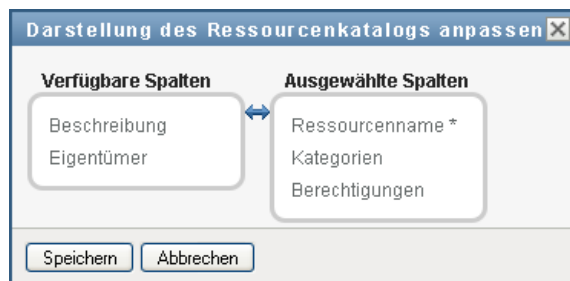 Darstellung des Ressourcenkatalogs anpassen
Verfügbare Spalten
Beschreibung
Eigentümer
Ausgewählte Spalten
Ressourcenname *
Kategorien
Berechtigungen
Speichern
Abbrechen